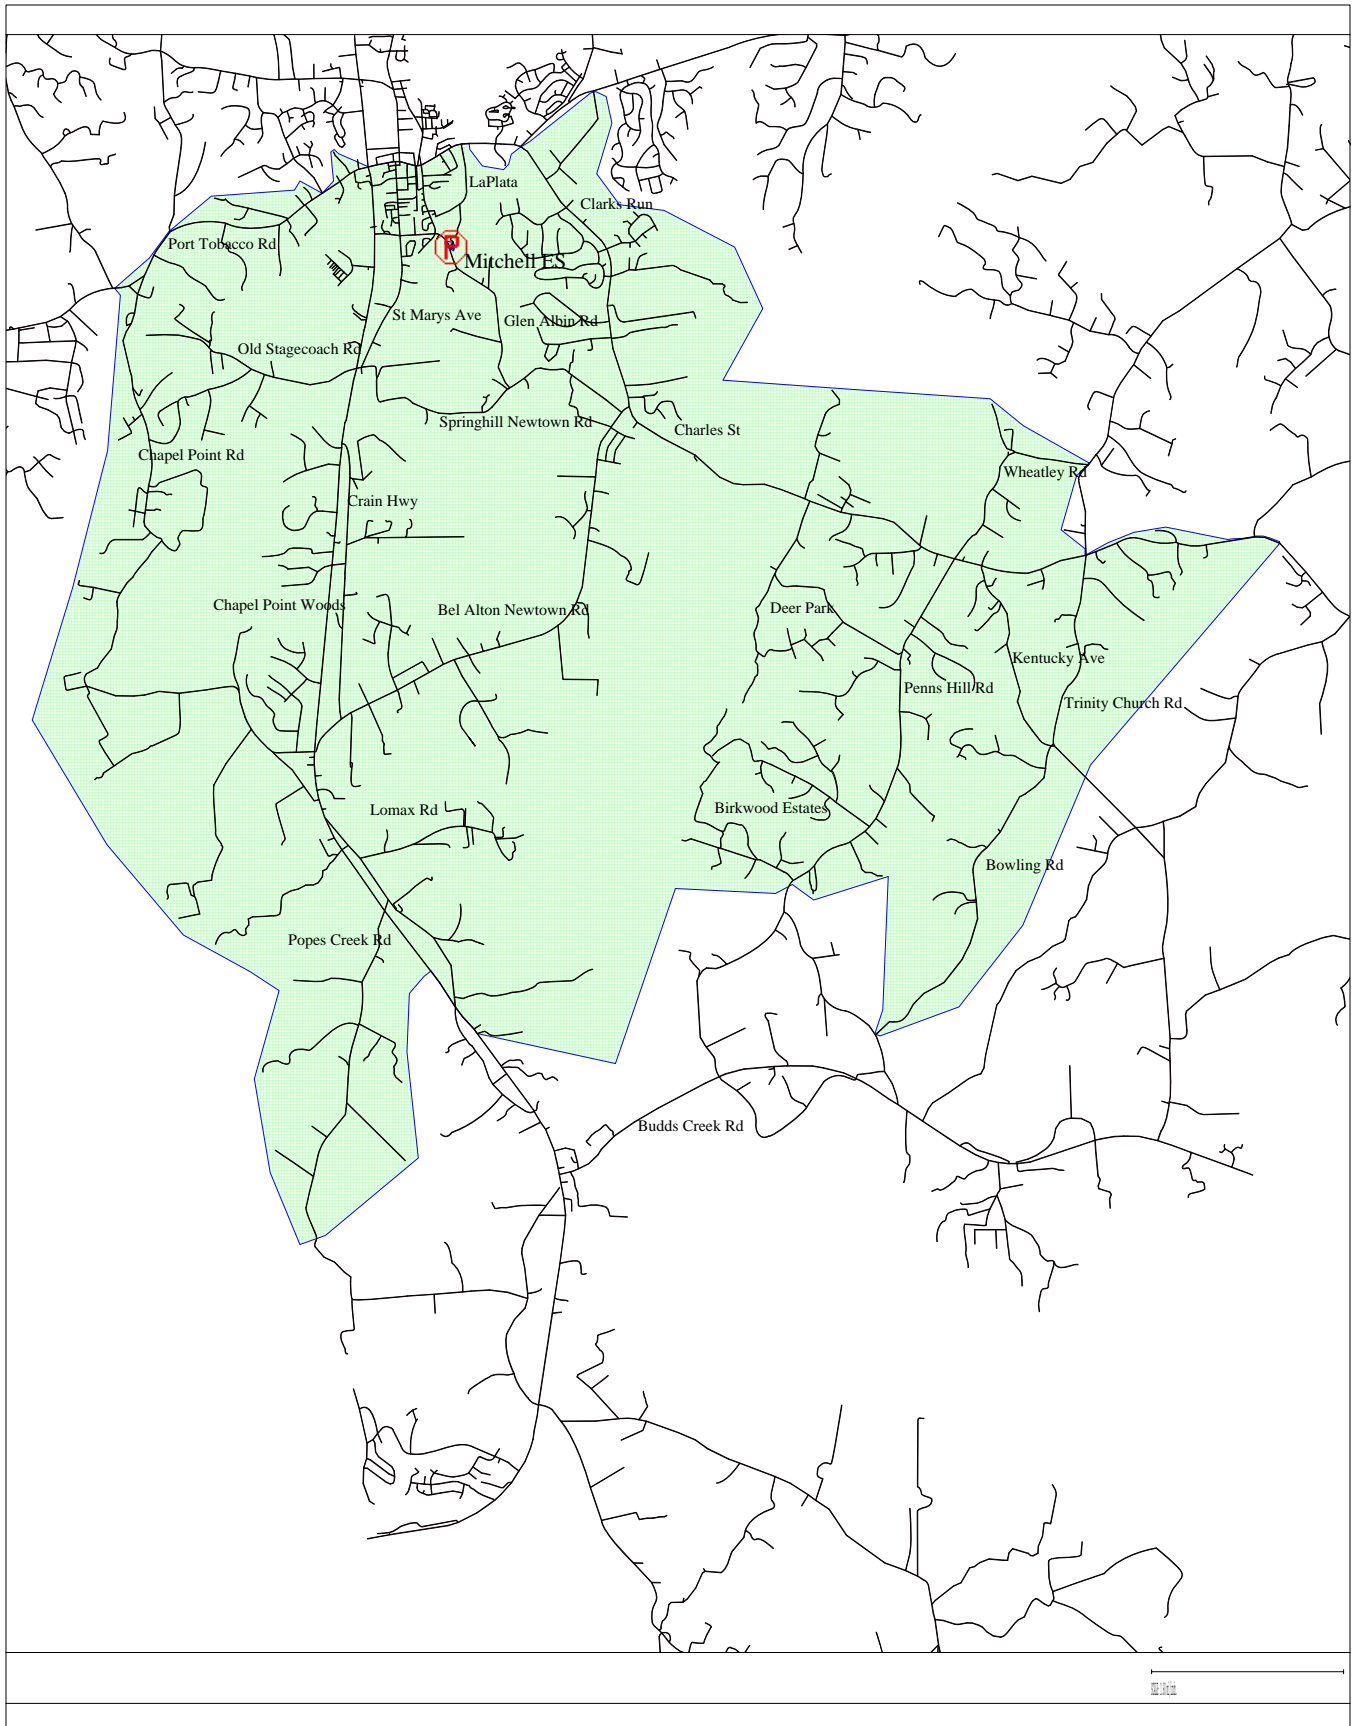 LaPlata
Clarks Run
Port Tobacco Rd
P
Mitchell ES
St Marys Ave
Glen Albin Rd
Old Stagecoach Rd
Springhill Newtown Rd
Charles St
Chapel Point Rd
Wheatley Rd
Crain Hwy
Chapel Point Woods
Bel Alton Newtown Rd
Deer Park
Kentucky Ave
Penns Hill Rd
Trinity Church Rd
Lomax Rd
Birkwood Estates
Bowling Rd
Popes Creek Rd
Budds Creek Rd